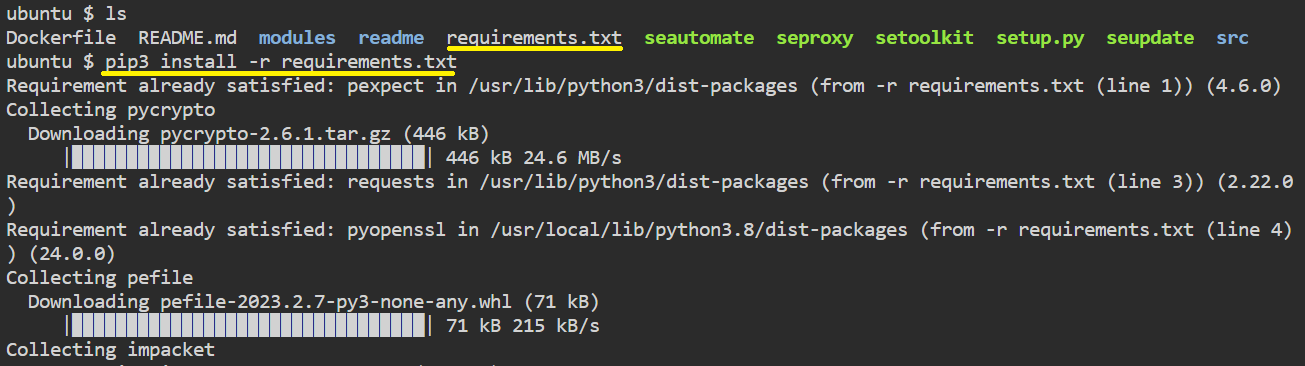 ubuntu $ ls
Dockerfile  README.md  modules  readme  requirements.txt  seautomate  seproxy  setoolkit  setup.py  seupdate  src
ubuntu $ pip3 install -r requirements.txt
Requirement already satisfied: pexpect in /usr/lib/python3/dist-packages (from -r requirements.txt (line 1)) (4.6.0)
Collecting pycrypto
  Downloading pycrypto-2.6.1.tar.gz (446 kB)
     |████████████████████████████████| 446 kB 24.6 MB/s
Requirement already satisfied: requests in /usr/lib/python3/dist-packages (from -r requirements.txt (line 3)) (2.22.0
)
Requirement already satisfied: pyopenssl in /usr/local/lib/python3.8/dist-packages (from -r requirements.txt (line 4)
) (24.0.0)
Collecting pefile
  Downloading pefile-2023.2.7-py3-none-any.whl (71 kB)
     |████████████████████████████████| 71 kB 215 kB/s
Collecting impacket